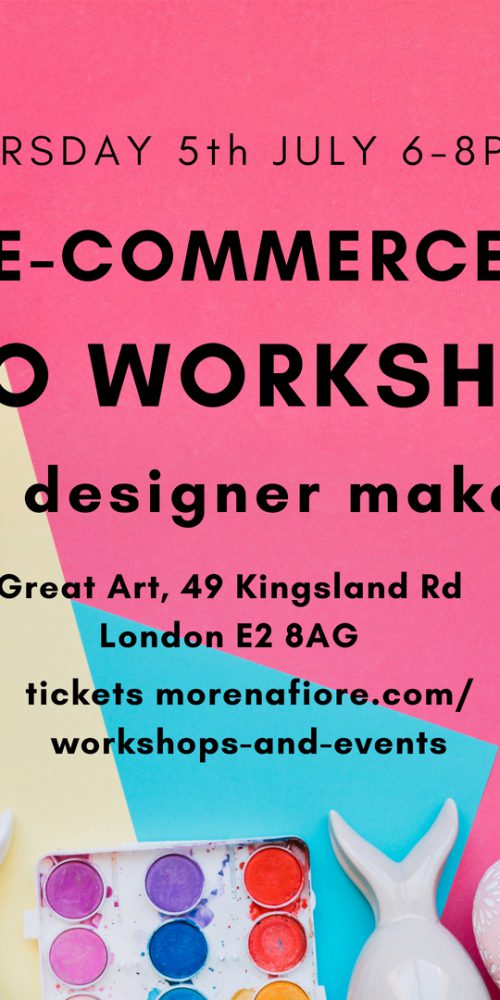 RSDAY 5th JULY 6-8P
E-COMMERCE
O WORKSH
designer mak
Great Art, 49 Kingsland Rd
London E2 8AG
tickets morenafiore.com/
workshops-and-events